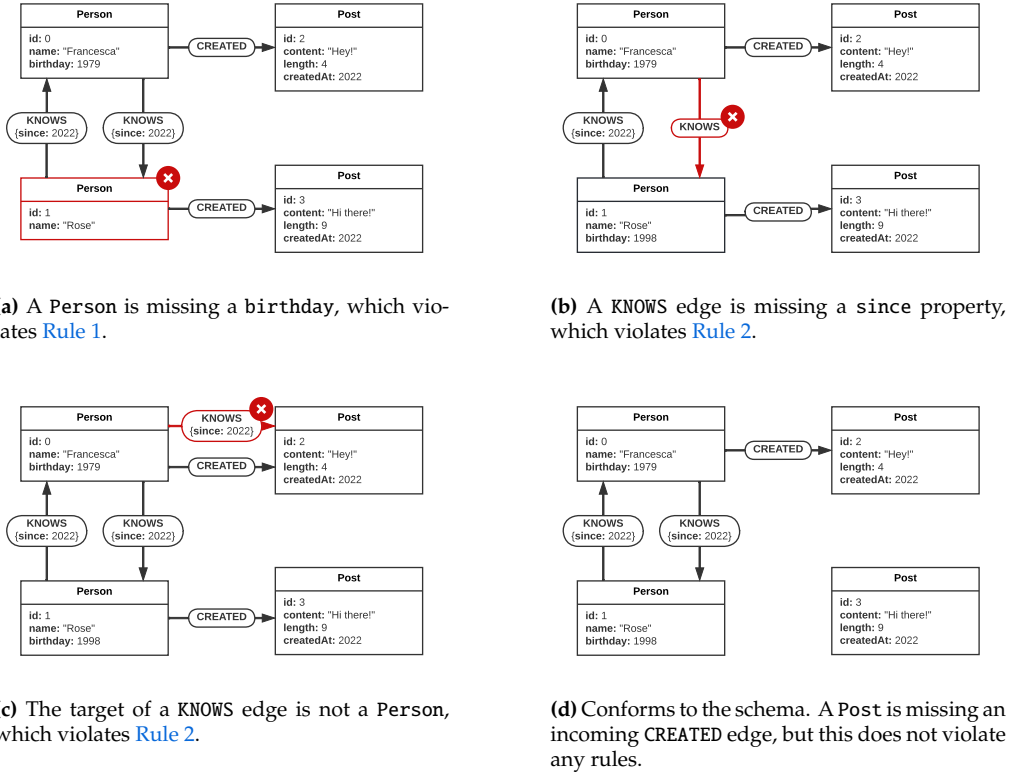 Person
id: 0
name: "Francesca"
birthday: 1979
CREATED
Post
id: 2
content: "Hey!"
length: 4
createdAt: 2022
KNOWS
{since: 2022}
KNOWS
{since: 2022}
Person
id: 1
name: "Rose"
CREATED
Post
id: 3
content: "Hi there!"
length: 9
createdAt: 2022
(a) A Person is missing a birthday, which vio-
ates Rule 1.
Person
id: 0
name: "Francesca"
birthday: 1979
CREATED
Post
id: 2
content: "Hey!"
length: 4
createdAt: 2022
KNOWS
{since: 2022}
KNOWS
Person
id: 1
name: "Rose"
birthday: 1998
CREATED
Post
id: 3
content: "Hi there!"
length: 9
createdAt: 2022
(b) A KNOWS edge is missing a since property,
which violates Rule 2.
Person
id: 0
name: "Francesca"
birthday: 1979
KNOWS
{since: 2022}
CREATED
Post
id: 2
content: "Hey!"
length: 4
createdAt: 2022
KNOWS
{since: 2022}
KNOWS
{since: 2022}
Person
id: 1
name: "Rose"
birthday: 1998
CREATED
Post
id: 3
content: "Hi there!"
length: 9
createdAt: 2022
(c) The target of a KNOWS edge is not a Person,
which violates Rule 2.
Person
id: 0
name: "Francesca"
birthday: 1979
CREATED
Post
id: 2
content: "Hey!"
length: 4
createdAt: 2022
KNOWS
{since: 2022}
KNOWS
{since: 2022}
Person
id: 1
name: "Rose"
birthday: 1998
Post
id: 3
content: "Hi there!"
length: 9
createdAt: 2022
(d) Conforms to the schema. A Post is missing an
incoming CREATED edge, but this does not violate
any rules.